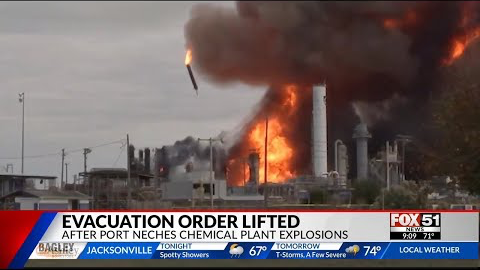 EVACUATION ORDER LIFTED
AFTER PORT NECHES CHEMICAL PLANT EXPLOSIONS
FOX 51
NEWS
9:09 71°
BAGLEY
JACKSONVILLE
TONIGHT
Spotty Showers
67°
TOMORROW
T-Storms. A Few
74°
LOCAL WEATHER